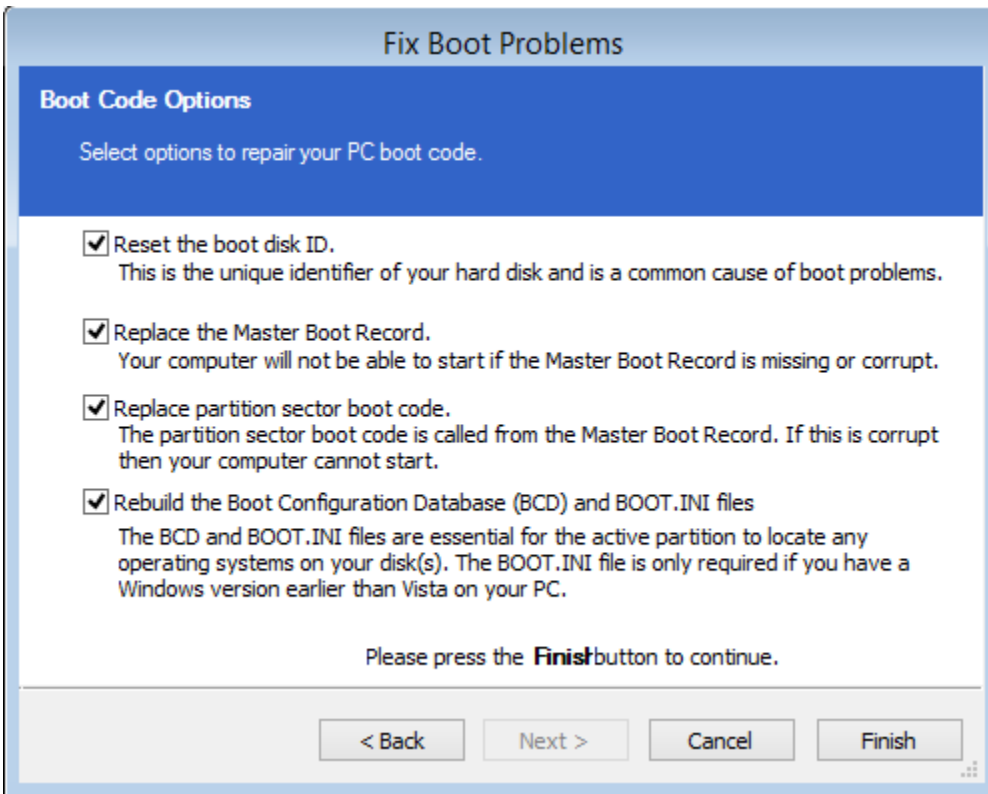 Fix Boot Problems
Boot Code Options
Select options to repair your PC boot code.
Reset the boot disk ID.
This is the unique identifier of your hard disk and is a common cause of boot problems.
Replace the Master Boot Record.
Your computer will not be able to start if the Master Boot Record is missing or corrupt.
Replace partition sector boot code.
The partition sector boot code is called from the Master Boot Record. If this is corrupt
then your computer cannot start.
Rebuild the Boot Configuration Database (BCD) and BOOT.INI files
The BCD and BOOT.INI files are essential for the active partition to locate any
operating systems on your disk(s). The BOOT.INI file is only required if you have a
Windows version earlier than Vista on your PC.
Please press the Finish button to continue.
< Back Next > Cancel Finish